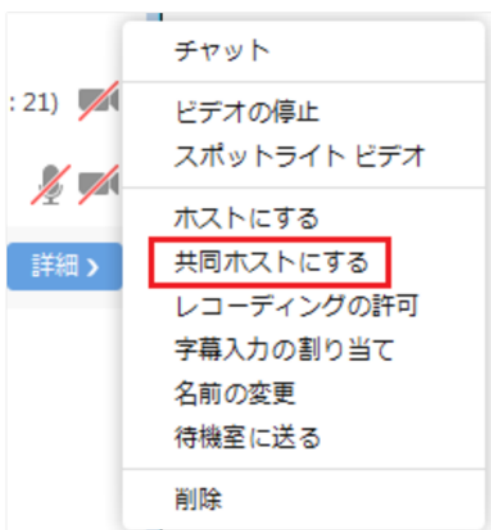 チャット
: 21)
ビデオの停止
スポットライト ビデオ
ホストにする
詳細 >
共同ホストにする
レコーディングの許可
字幕入力の割り当て
名前の変更
待機室に送る
削除